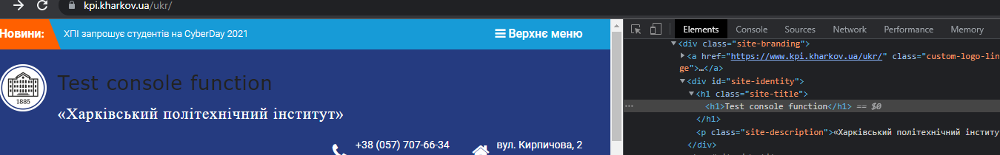 kpi.kharkov.ua/ukr/
Новини:
ХПІ запрошує студентів на CyberDay 2021
Верхнє меню
1885
Test console function
«Харківський політехнічний інститут»
+38 (057) 707-66-34
вул. Кирпичова, 2
Elements Console Sources Network Performance Memory
<div class="site-branding">
<a href="https://www.kpi.kharkov.ua/ukr/" class="custom-logo-lin
ge">…</a>
<div id="site-identity">
<h1 class="site-title">
<h1>Test console function</h1> == $0
</h1>
<p class="site-description">«Харківський політехнічний інститу
</div>